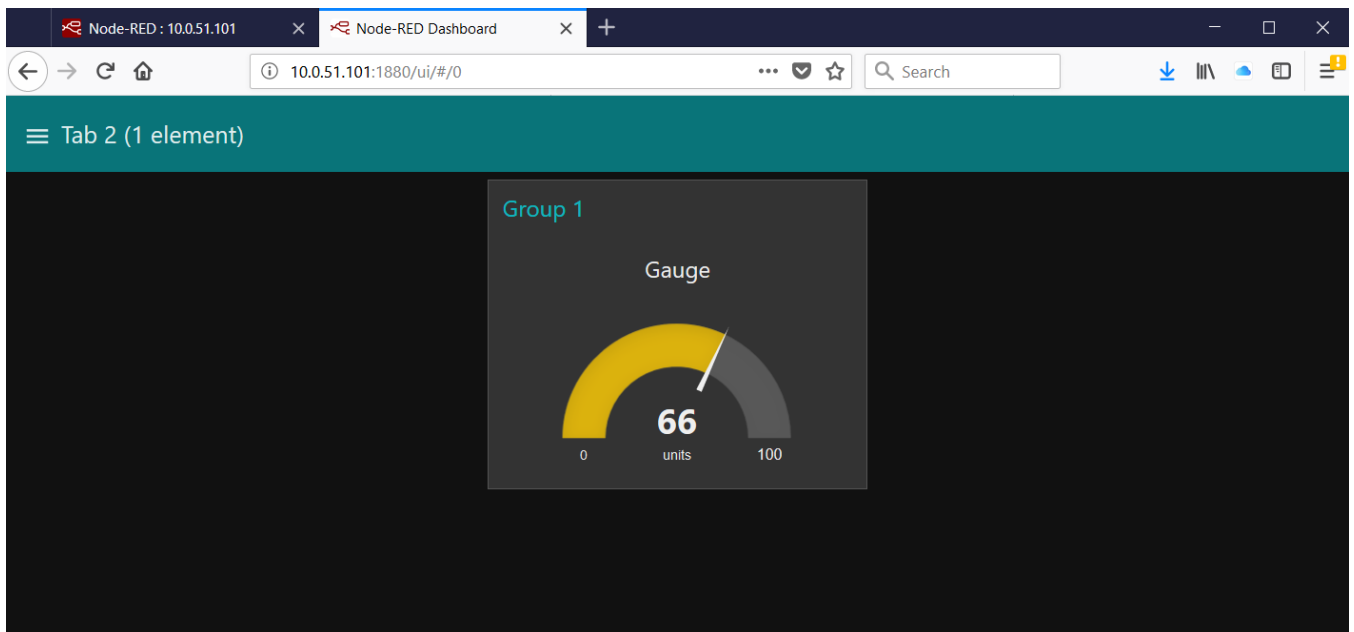 Node-RED : 10.0.51.101
Node-RED Dashboard
10.0.51.101:1880/ui/#/0
Search
Tab 2 (1 element)
Group 1
Gauge
66
0 units 100